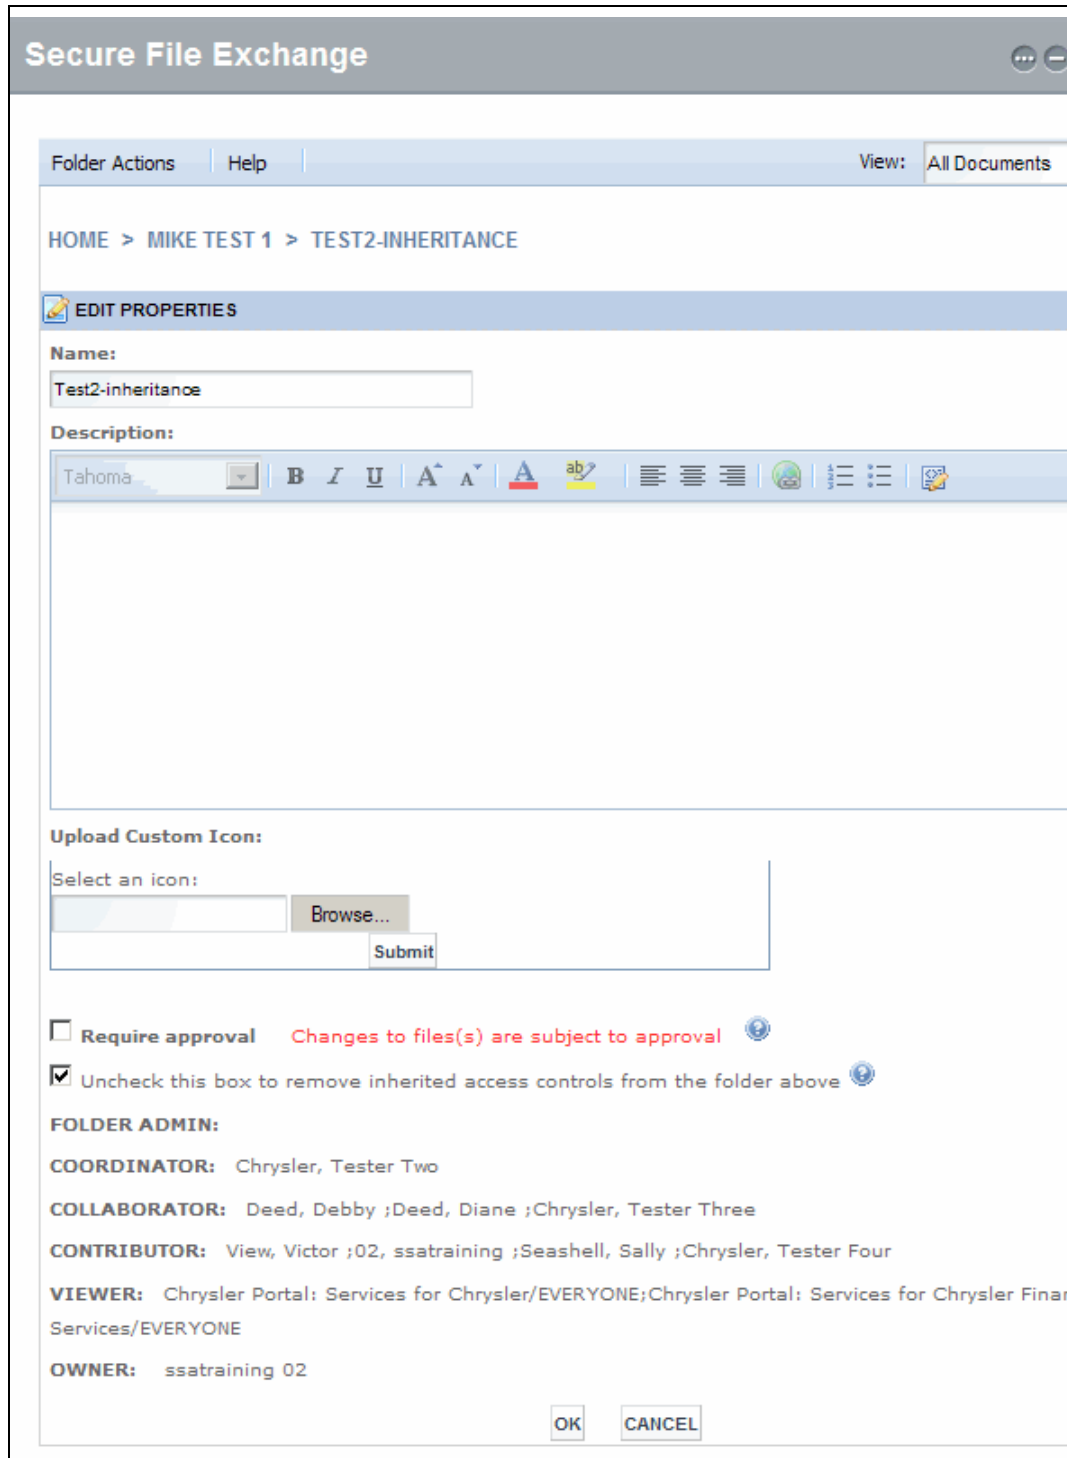 Secure File Exchange
Folder Actions Help View: All Documents
HOME > MIKE TEST 1 > TEST2-INHERITANCE
EDIT PROPERTIES
Name:
Test2-inheritance
Description:
Tahoma B I U A A A ab
Upload Custom Icon:
Select an icon:
Browse...
Submit
Require approval Changes to files(s) are subject to approval ?
Uncheck this box to remove inherited access controls from the folder above ?
FOLDER ADMIN:
COORDINATOR: Chrysler, Tester Two
COLLABORATOR: Deed, Debby ;Deed, Diane ;Chrysler, Tester Three
CONTRIBUTOR: View, Victor ;02, ssatraining ;Seashell, Sally ;Chrysler, Tester Four
VIEWER: Chrysler Portal: Services for Chrysler/EVERYONE;Chrysler Portal: Services for Chrysler Finan
Services/EVERYONE
OWNER: ssatraining 02
OK CANCEL